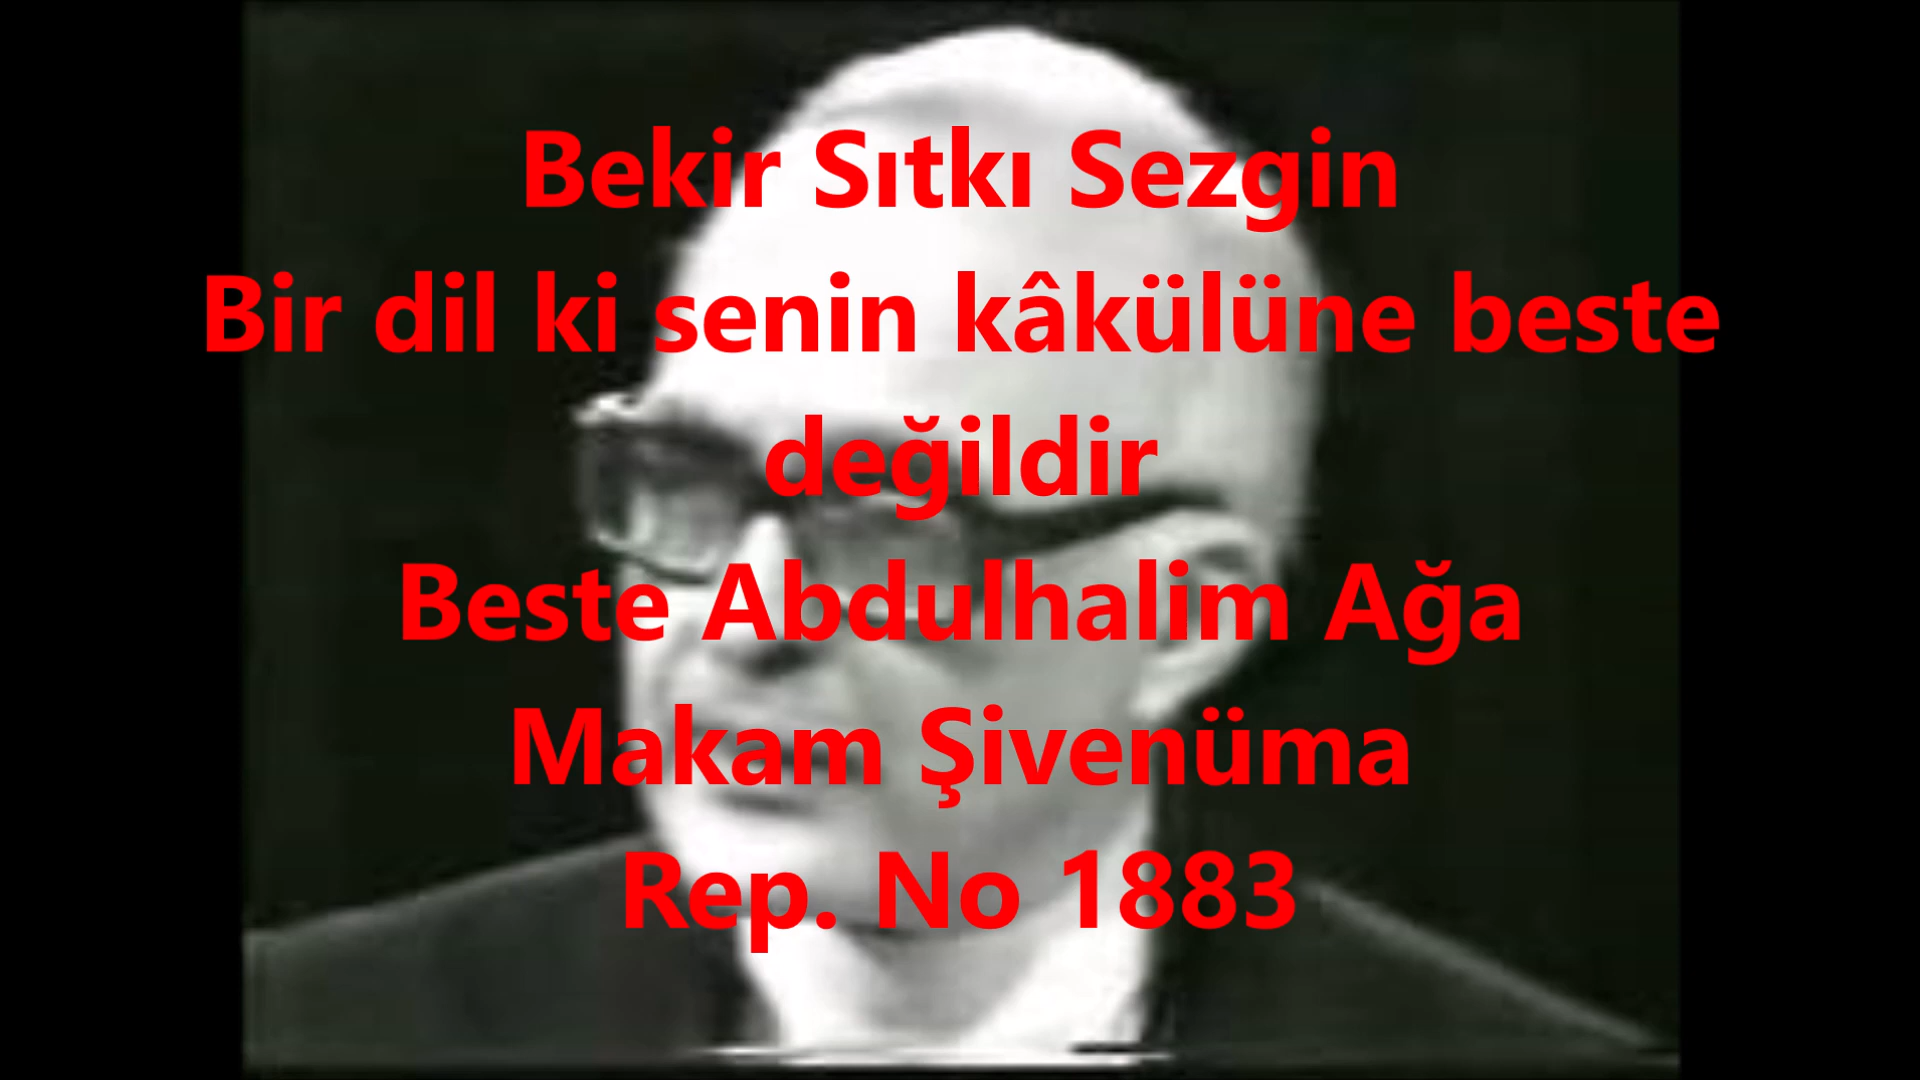 Bekir Sıtkı Sezgin
Bir dil ki senin kâkülüne beste
değildir
Beste Abdulhalim Ağa
Makam Şivenüma
Rep. No 1883